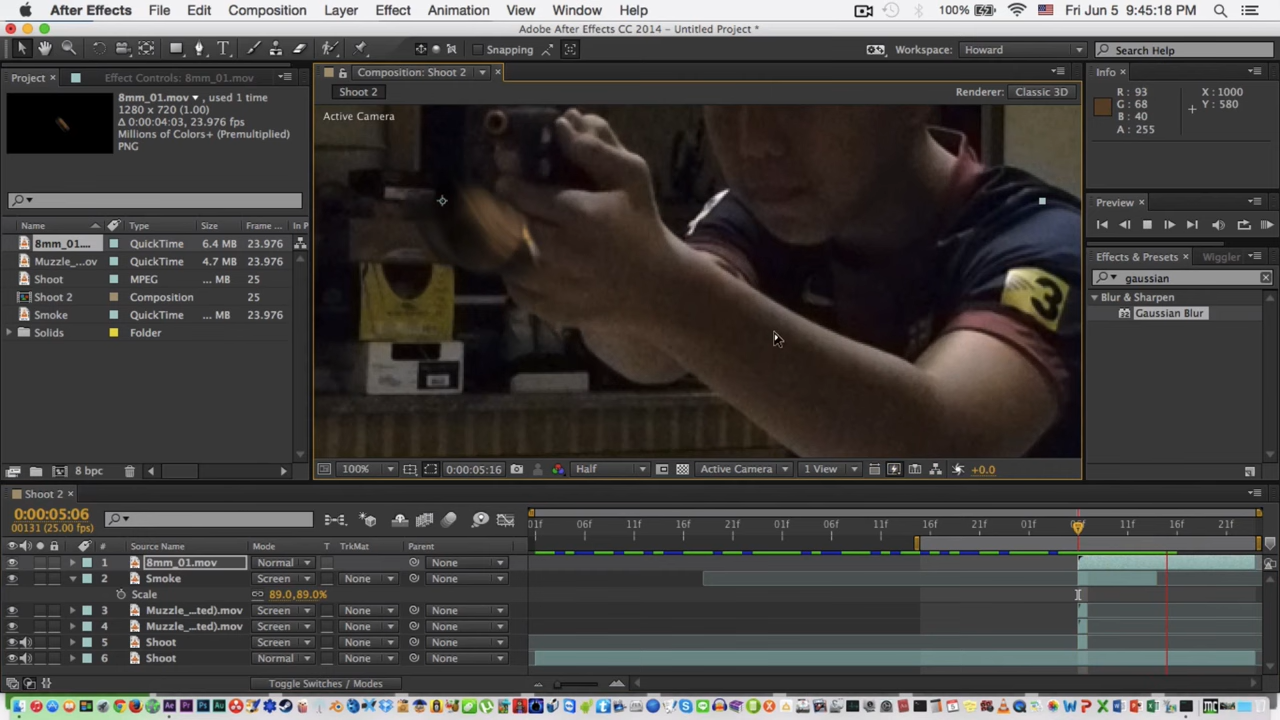 After Effects File Edit Composition Layer Effect Animation View Window Help 100% Fri Jun 5 9:45:18 PM
Adobe After Effects CC 2014 – Untitled Project *
Snapping Workspace: Howard Search Help
Project × Effect Controls: 8mm_01.mov
Composition: Shoot 2 ×
Info ×
8mm_01.mov ▾ , used 1 time
1280 x 720 (1.00)
Δ 0:00:04:03, 23.976 fps
Millions of Colors+ (Premultiplied)
PNG
Shoot 2 Renderer: Classic 3D
Active Camera
R : 93
G : 68
B : 40
A : 255
X : 1000
Y : 580
Preview ×
Effects & Presets × Wiggler
gaussian
Blur & Sharpen
Gaussian Blur
Name Type Size Frame ... In P
8mm_01.... QuickTime 6.4 MB 23.976
Muzzle_...ov QuickTime 4.7 MB 23.976
Shoot MPEG ... MB 25
Shoot 2 Composition 25
Smoke QuickTime ... MB 23.976
Solids Folder
3
8 bpc
100% 0:00:05:16 Half Active Camera 1 View +0.0
Shoot 2 ×
0:00:05:06
00131 (25.00 fps)
01f 06f 11f 16f 21f 01f 06f 11f 16f 21f 01f 06f 11f 16f 21f
# Source Name Mode T TrkMat Parent
1 8mm_01.mov Normal None
2 Smoke Screen None None
Scale 89.0,89.0%
3 Muzzle_...ted).mov Screen None None
4 Muzzle_...ted).mov Screen None None
5 Shoot Screen None None
6 Shoot Normal None None
Toggle Switches / Modes